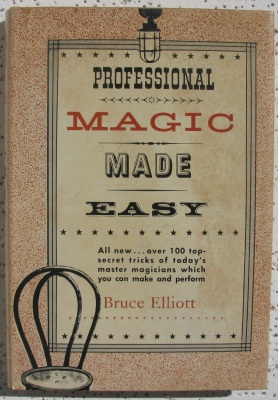 PROFESSIONAL
MAGIC
MADE
EASY
All new...over 100 top-
secret tricks of today's
master magicians which
you can make and perform
Bruce Elliott